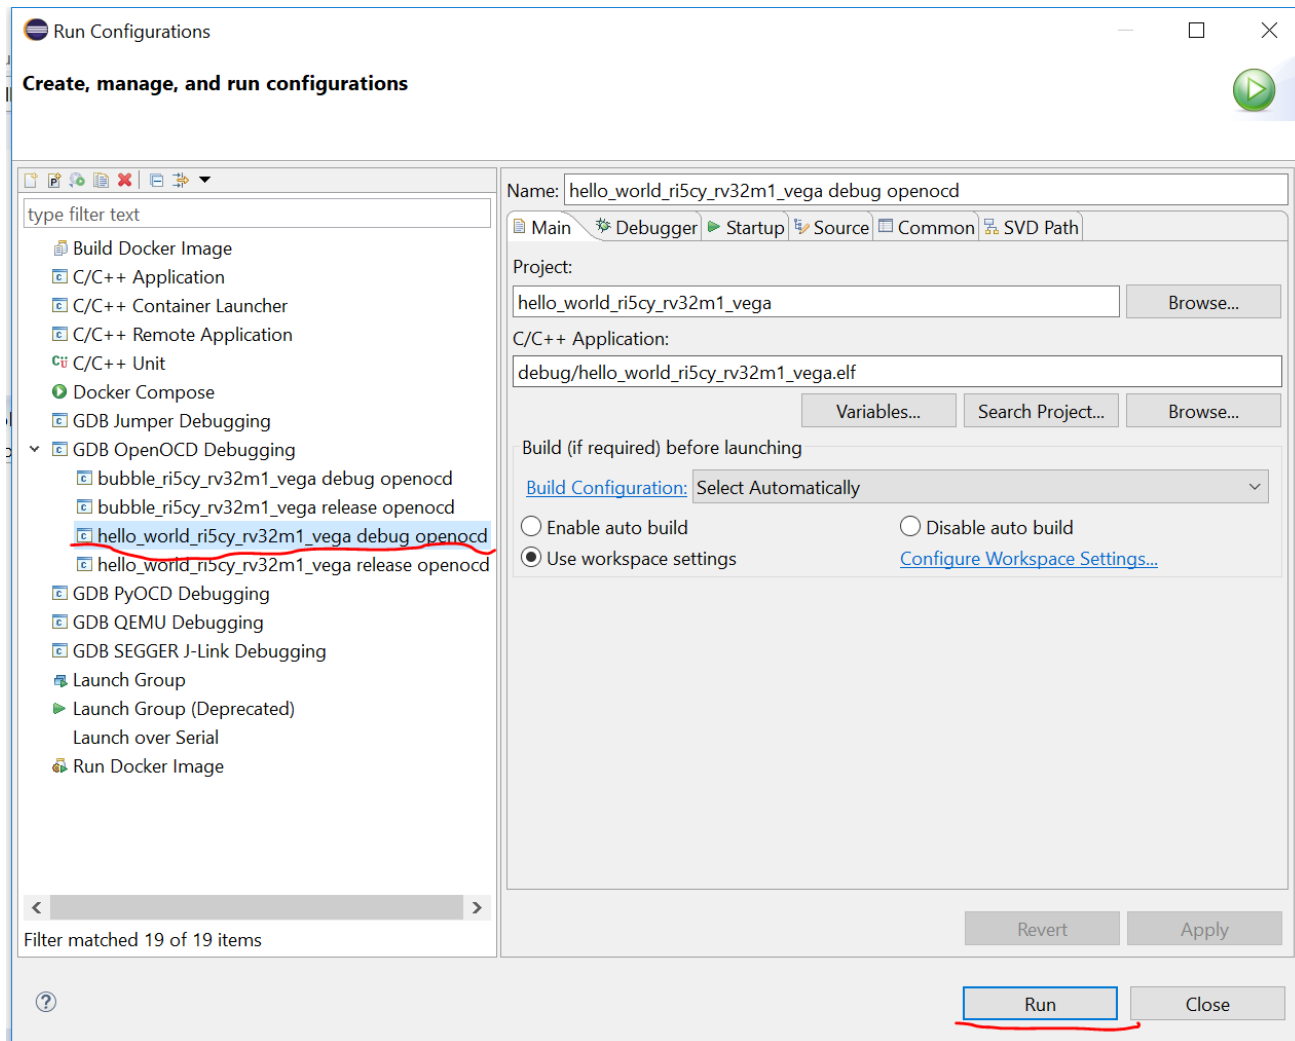 Run Configurations
Create, manage, and run configurations
type filter text
Build Docker Image
C/C++ Application
C/C++ Container Launcher
C/C++ Remote Application
C/C++ Unit
Docker Compose
GDB Jumper Debugging
GDB OpenOCD Debugging
bubble_ri5cy_rv32m1_vega debug openocd
bubble_ri5cy_rv32m1_vega release openocd
hello_world_ri5cy_rv32m1_vega debug openocd
hello_world_ri5cy_rv32m1_vega release openocd
GDB PyOCD Debugging
GDB QEMU Debugging
GDB SEGGER J-Link Debugging
Launch Group
Launch Group (Deprecated)
Launch over Serial
Run Docker Image
Filter matched 19 of 19 items
Name: hello_world_ri5cy_rv32m1_vega debug openocd
Main Debugger Startup Source Common SVD Path
Project:
hello_world_ri5cy_rv32m1_vega Browse...
C/C++ Application:
debug/hello_world_ri5cy_rv32m1_vega.elf
Variables... Search Project... Browse...
Build (if required) before launching
Build Configuration: Select Automatically
Enable auto build Disable auto build
Use workspace settings Configure Workspace Settings...
Revert Apply
Run Close